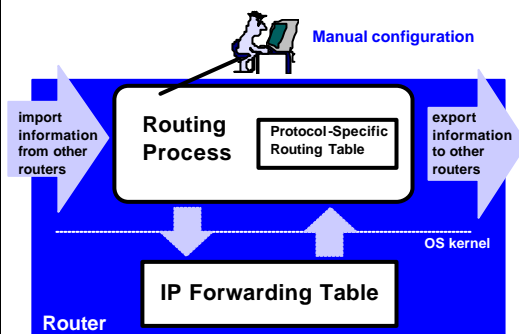 Manual configuration
import
information
from other
routers
Routing
Process
Protocol-Specific
Routing Table
export
information
to other
routers
OS kernel
IP Forwarding Table
Router